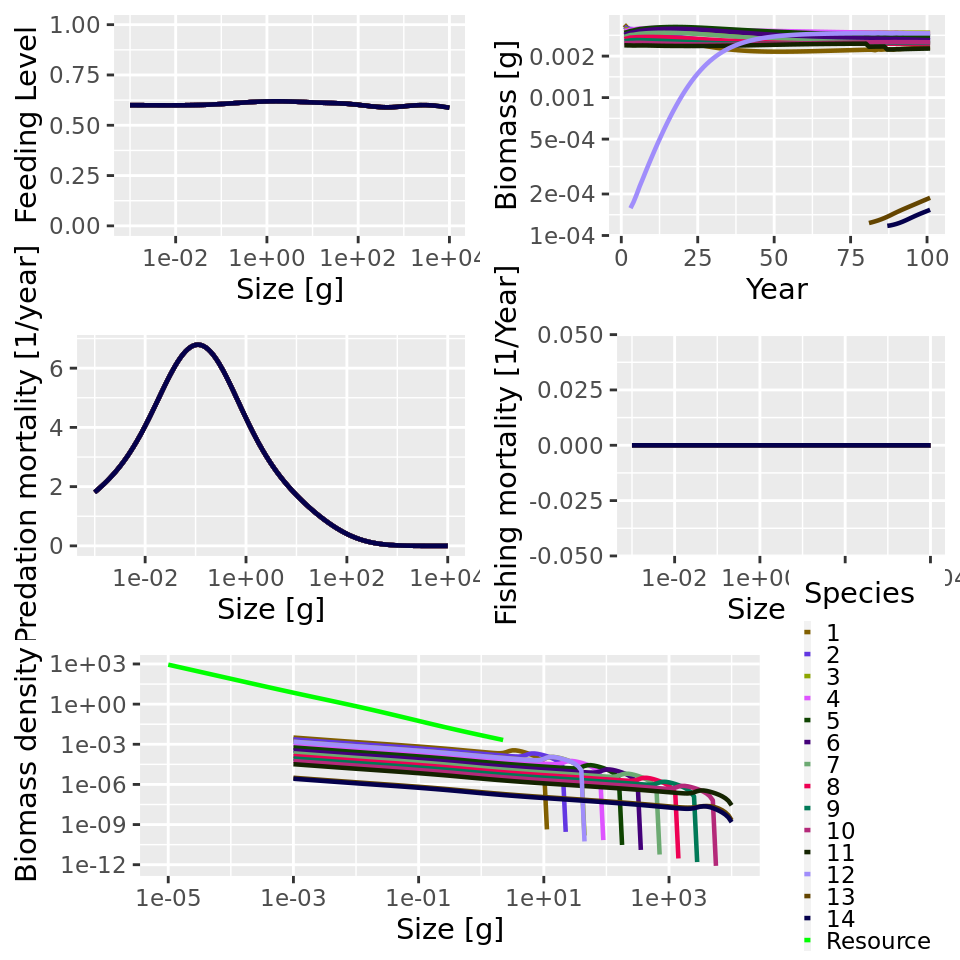 Feeding Level
1.00
0.75
0.50
0.25
0.00
1e-02 1e+00 1e+02 1e+04
Size [g]
Biomass [g]
0.002
0.001
5e-04
2e-04
1e-04
0 25 50 75 100
Year
Predation mortality [1/year]
6
4
2
0
1e-02 1e+00 1e+02 1e+04
Size [g]
Fishing mortality [1/Year]
0.050
0.025
0.000
-0.025
-0.050
1e-02 1e+00
Size
Biomass density
1e+03
1e+00
1e-03
1e-06
1e-09
1e-12
1e-05 1e-03 1e-01 1e+01 1e+03
Size [g]
Species
1
2
3
4
5
6
7
8
9
10
11
12
13
14
Resource